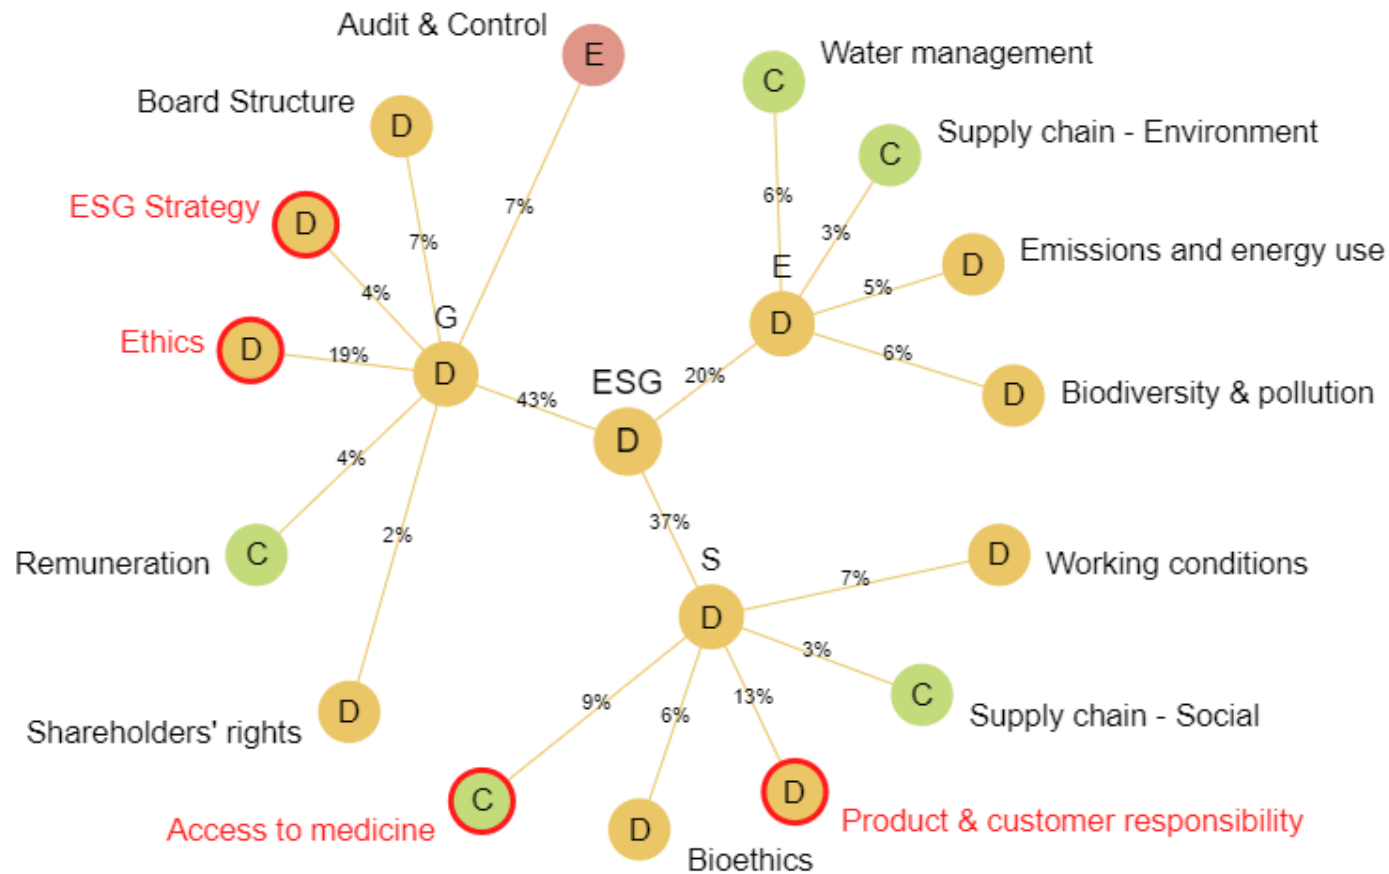 Audit & Control
E
Board Structure
D
ESG Strategy
D
Ethics
D
Remuneration
C
Shareholders' rights
D
7%
7%
4%
19%
4%
2%
G
D
43%
ESG
D
20%
37%
E
D
6%
3%
5%
6%
C
Water management
C
Supply chain - Environment
D
Emissions and energy use
D
Biodiversity & pollution
S
D
7%
3%
13%
6%
9%
D
Working conditions
C
Supply chain - Social
D
Product & customer responsibility
D
Bioethics
C
Access to medicine